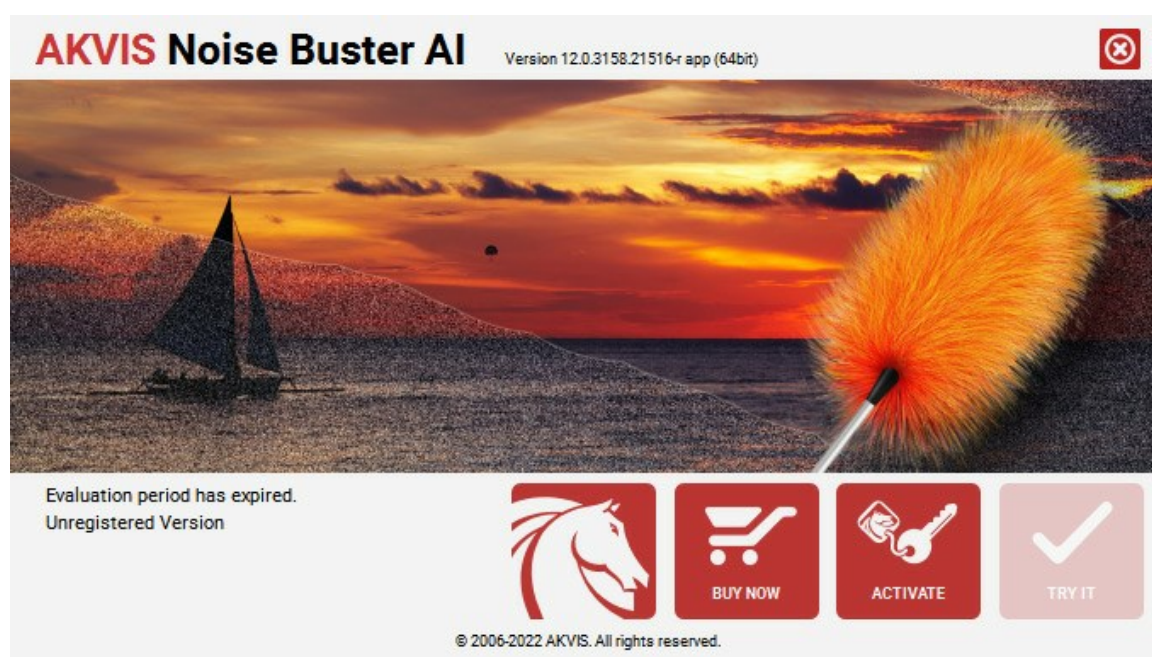 AKVIS Noise Buster AI
Version 12.0.3158.21516-r app (64bit)
Evaluation period has expired.
Unregistered Version
BUY NOW
ACTIVATE
TRY IT
© 2006-2022 AKVIS. All rights reserved.